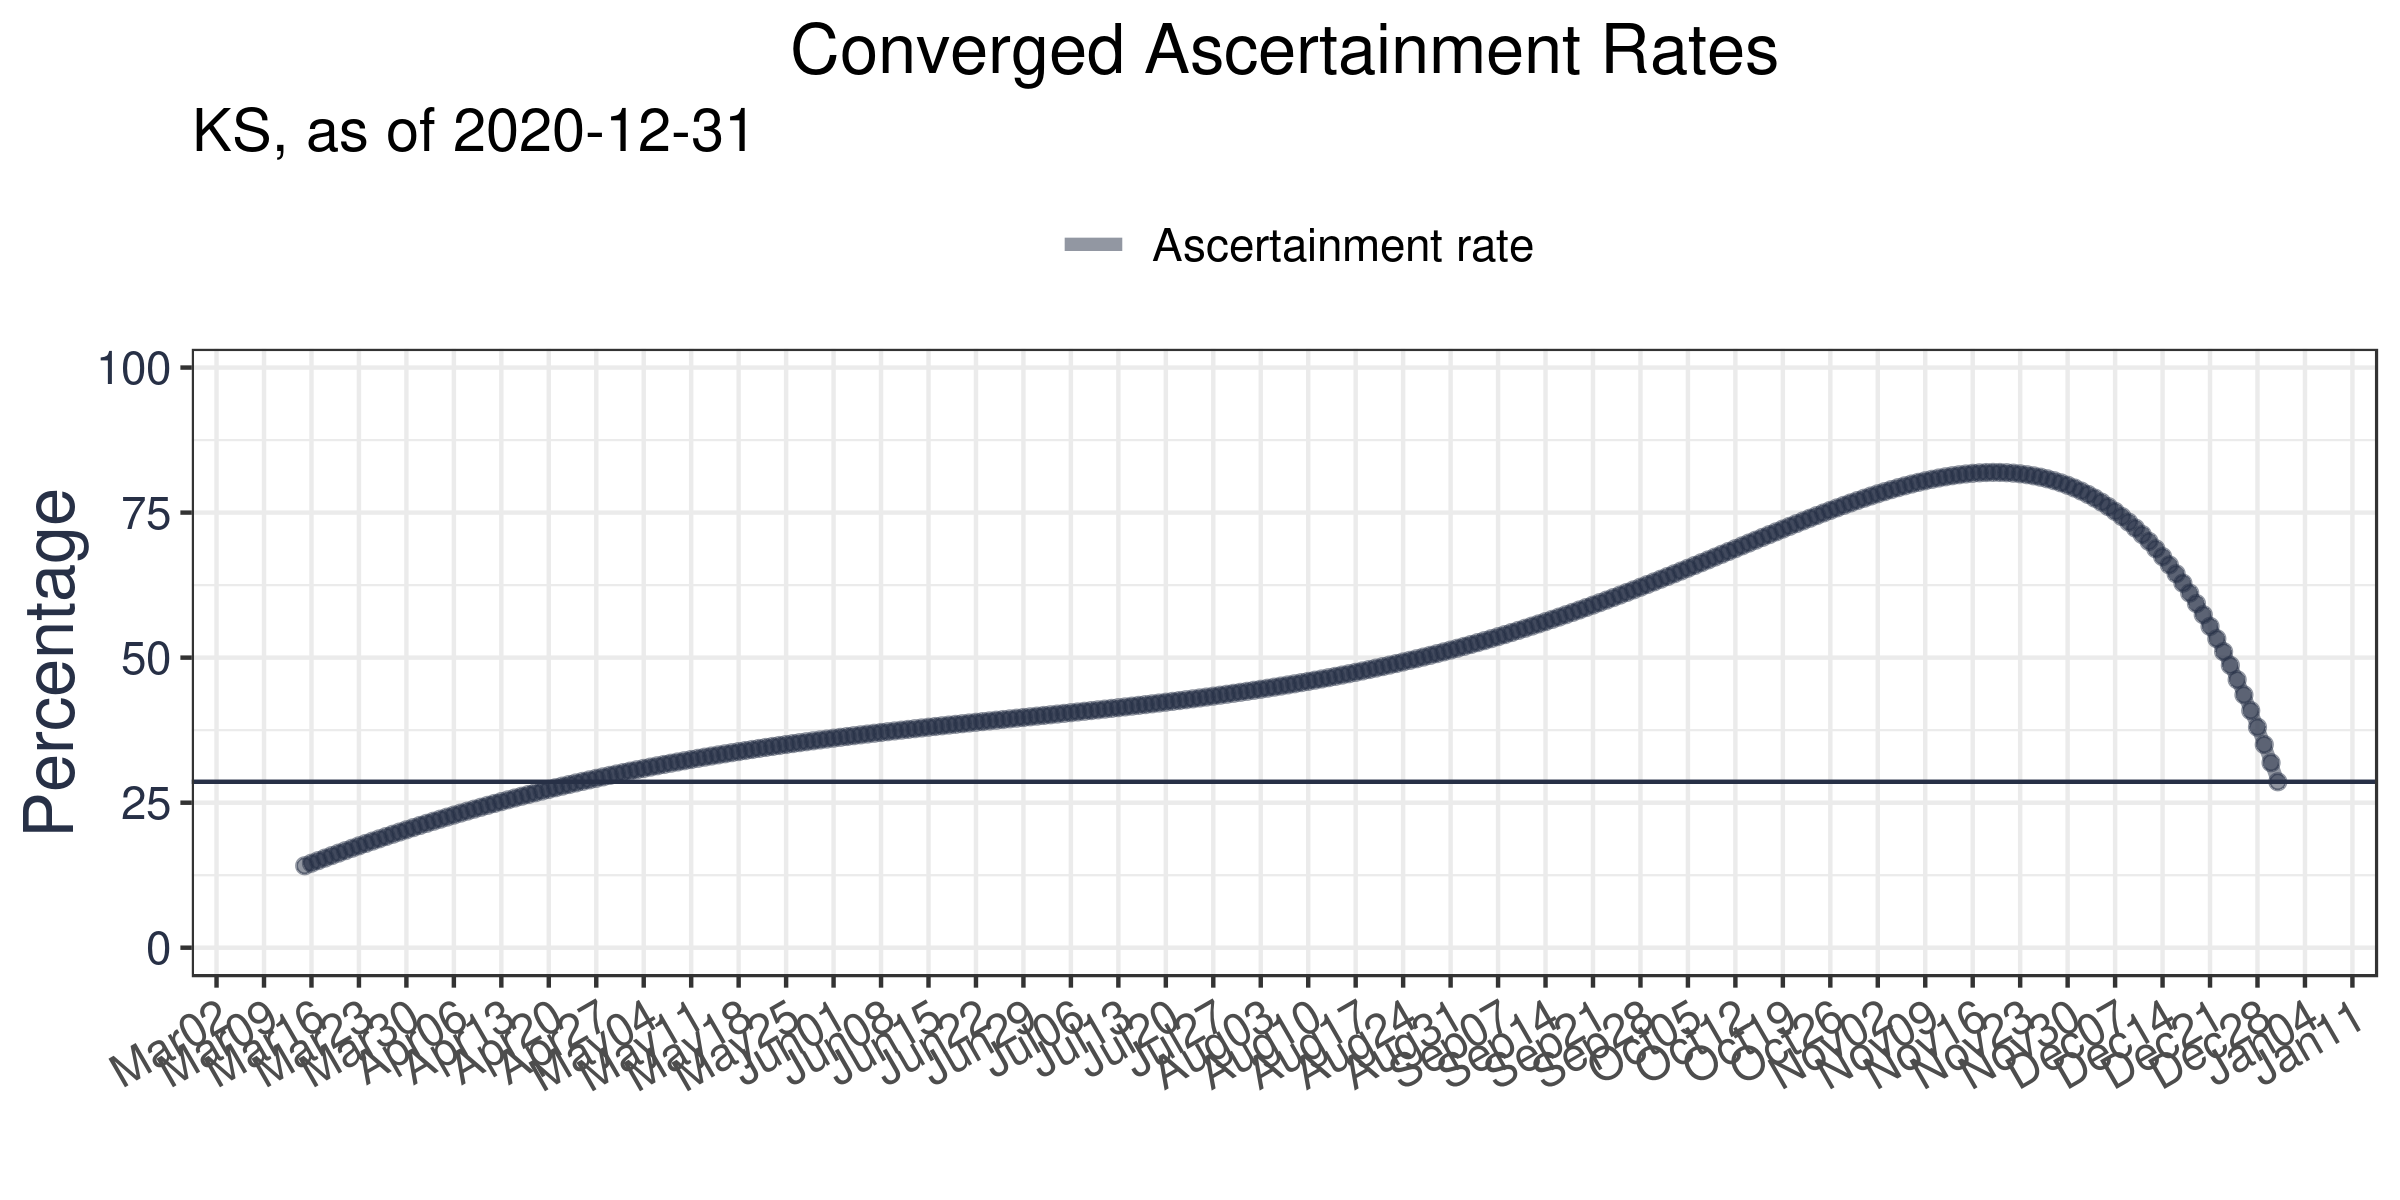 Converged Ascertainment Rates
KS, as of 2020-12-31
Ascertainment rate
Percentage
100
75
50
25
0
Mar02
Mar09
Mar16
Mar23
Mar30
Apr06
Apr13
Apr20
Apr27
May04
May11
May18
May25
Jun01
Jun08
Jun15
Jun22
Jun29
Jul06
Jul13
Jul20
Jul27
Aug03
Aug10
Aug17
Aug24
Aug31
Sep07
Sep14
Sep21
Sep28
Oct05
Oct12
Oct19
Oct26
Nov02
Nov09
Nov16
Nov23
Nov30
Dec07
Dec14
Dec21
Dec28
Jan04
Jan11